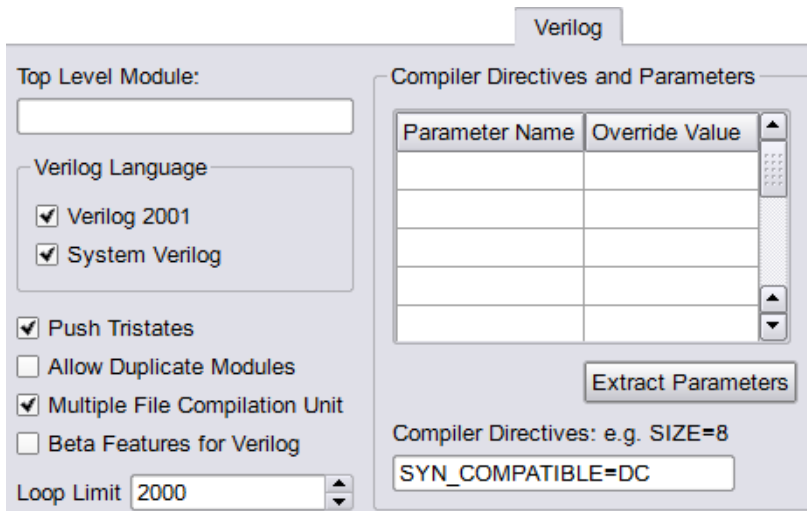 Verilog
Top Level Module:
Verilog Language
Verilog 2001
System Verilog
Push Tristates
Allow Duplicate Modules
Multiple File Compilation Unit
Beta Features for Verilog
Loop Limit 2000
Compiler Directives and Parameters
Parameter Name Override Value
Extract Parameters
Compiler Directives: e.g. SIZE=8
SYN_COMPATIBLE=DC